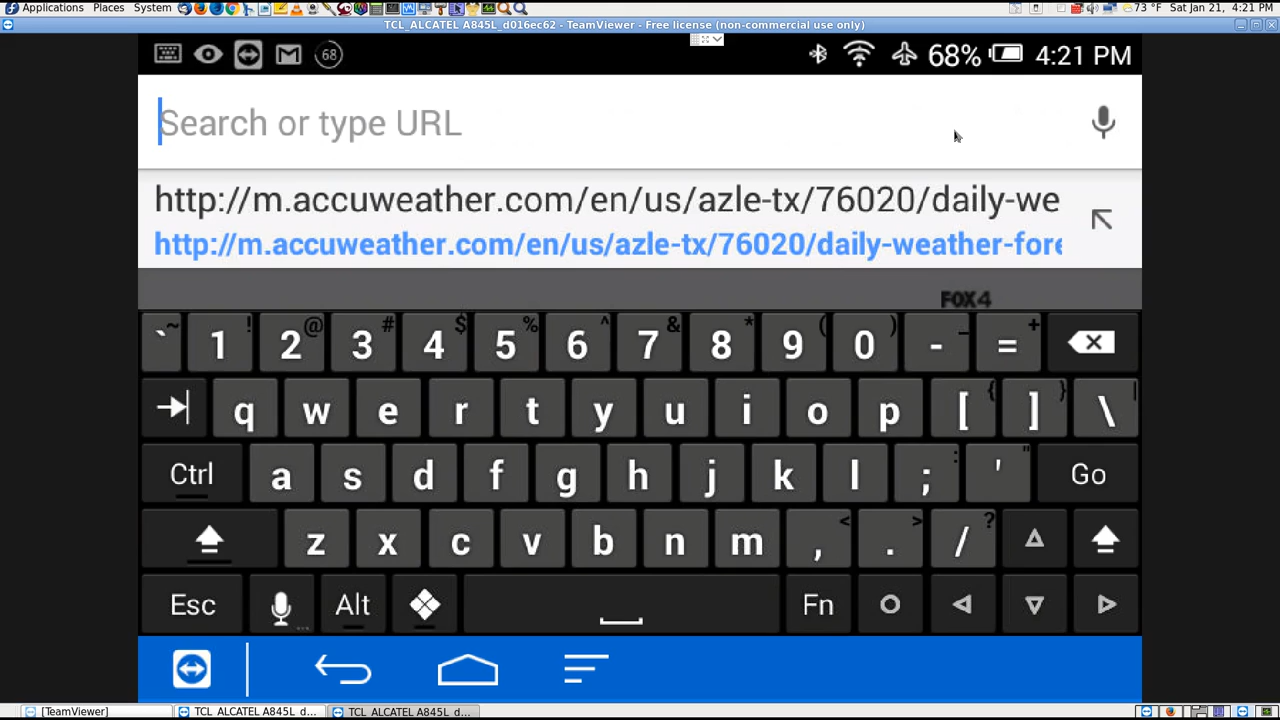 Applications Places System 73 °F Sat Jan 21, 4:21 PM
TCL_ALCATEL A845L_d016ec62 - TeamViewer - Free license (non-commercial use only)
68 68% 4:21 PM
Search or type URL
http://m.accuweather.com/en/us/azle-tx/76020/daily-we
http://m.accuweather.com/en/us/azle-tx/76020/daily-weather-fore
FOX4
` ~ 1 ! 2 @ 3 # 4 $ 5 % 6 ^ 7 & 8 * 9 ( 0 ) - _ = +
q w e r t y u i o p [ { ] } \ |
Ctrl a s d f g h j k l ; : ' " Go
z x c v b n m , < . > / ?
Esc Alt Fn
[TeamViewer] TCL_ALCATEL A845L_d... TCL_ALCATEL A845L_d...